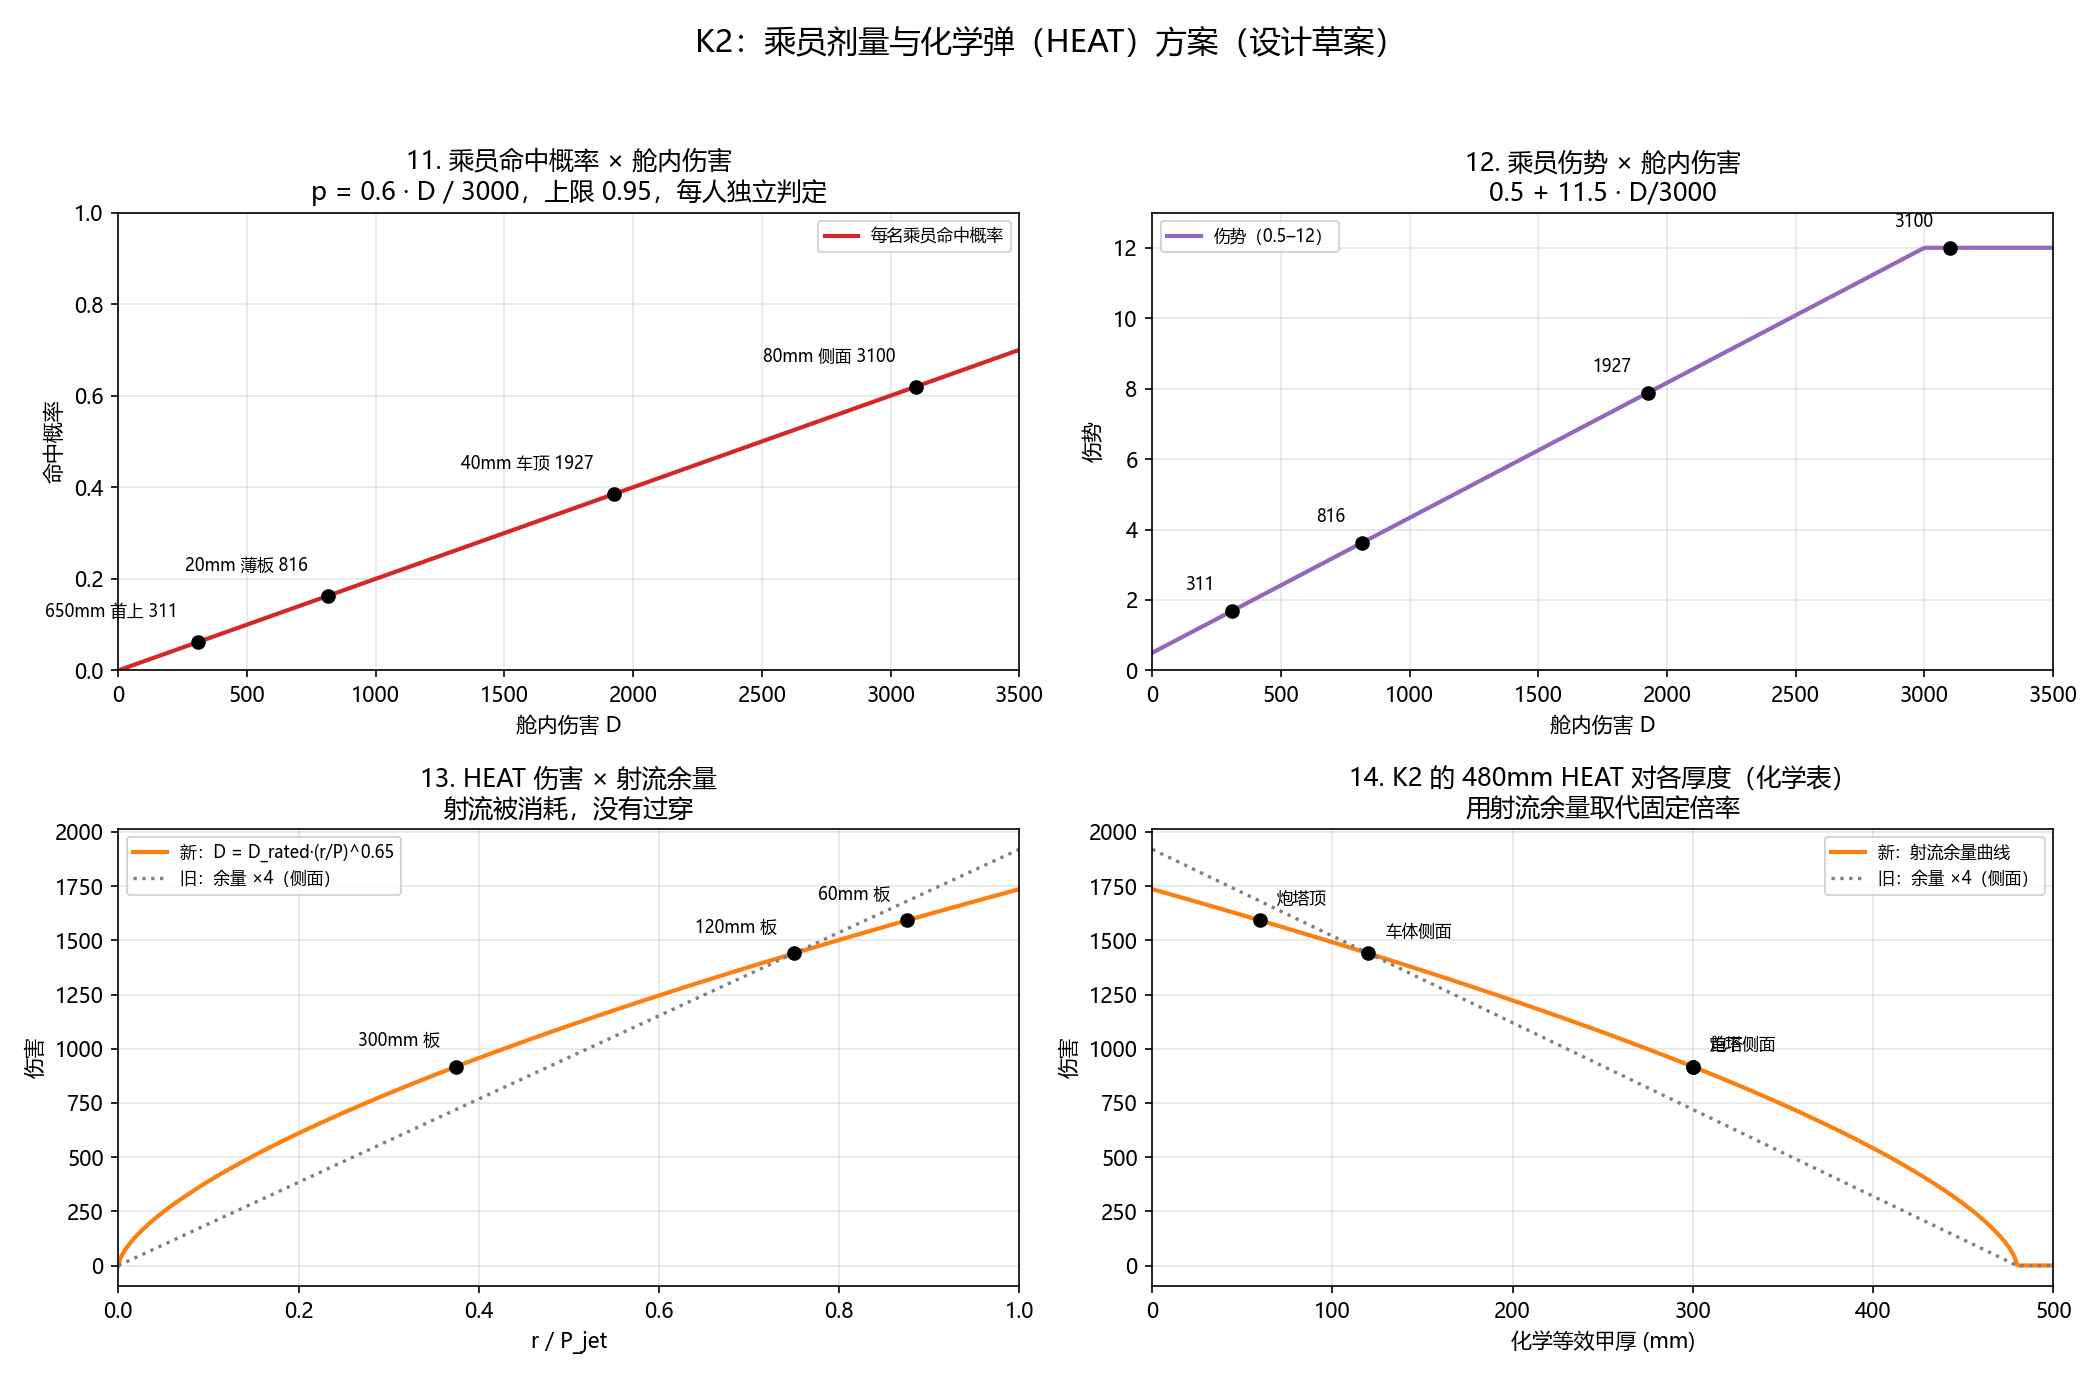 K2：乘员剂量与化学弹（HEAT）方案（设计草案）
11. 乘员命中概率 × 舱内伤害
p = 0.6 · D / 3000，上限 0.95，每人独立判定
1.0
0.8
0.6
0.4
0.2
0.0
命中概率
每名乘员命中概率
80mm 侧面 3100
40mm 车顶 1927
20mm 薄板 816
650mm 首上 311
0
500
1000
1500
2000
2500
3000
3500
舱内伤害 D
12. 乘员伤势 × 舱内伤害
0.5 + 11.5 · D/3000
12
10
8
6
4
2
0
伤势
伤势（0.5–12）
3100
1927
816
311
0
500
1000
1500
2000
2500
3000
3500
舱内伤害 D
13. HEAT 伤害 × 射流余量
射流被消耗，没有过穿
2000
1750
1500
1250
1000
750
500
250
0
伤害
新：D = D_rated·(r/P)^0.65
旧：余量 ×4（侧面）
60mm 板
120mm 板
300mm 板
0.0
0.2
0.4
0.6
0.8
1.0
r / P_jet
14. K2 的 480mm HEAT 对各厚度（化学表）
用射流余量取代固定倍率
2000
1750
1500
1250
1000
750
500
250
0
伤害
新：射流余量曲线
旧：余量 ×4（侧面）
炮塔顶
车体侧面
侧面
0
100
200
300
400
500
化学等效甲厚 (mm)